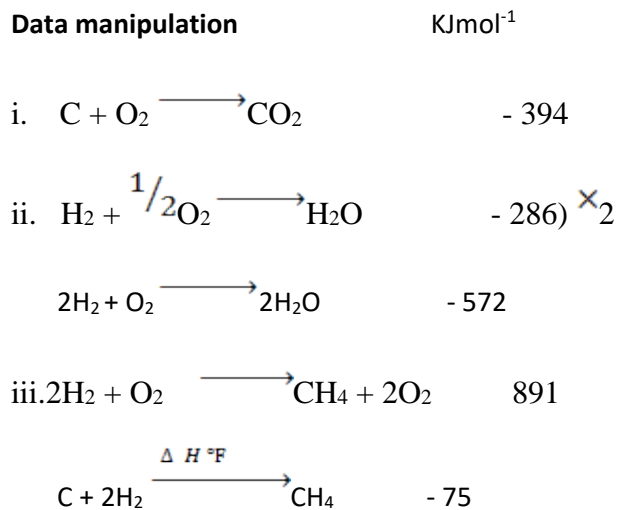 Data manipulation KJmol⁻¹
i. C + O₂ ⟶ CO₂ - 394
ii. H₂ + 1/2O₂ ⟶ H₂O - 286) ×2
2H₂ + O₂ ⟶ 2H₂O - 572
iii.2H₂ + O₂ ⟶ CH₄ + 2O₂ 891
Δ H °F
C + 2H₂ ⟶ CH₄ - 75